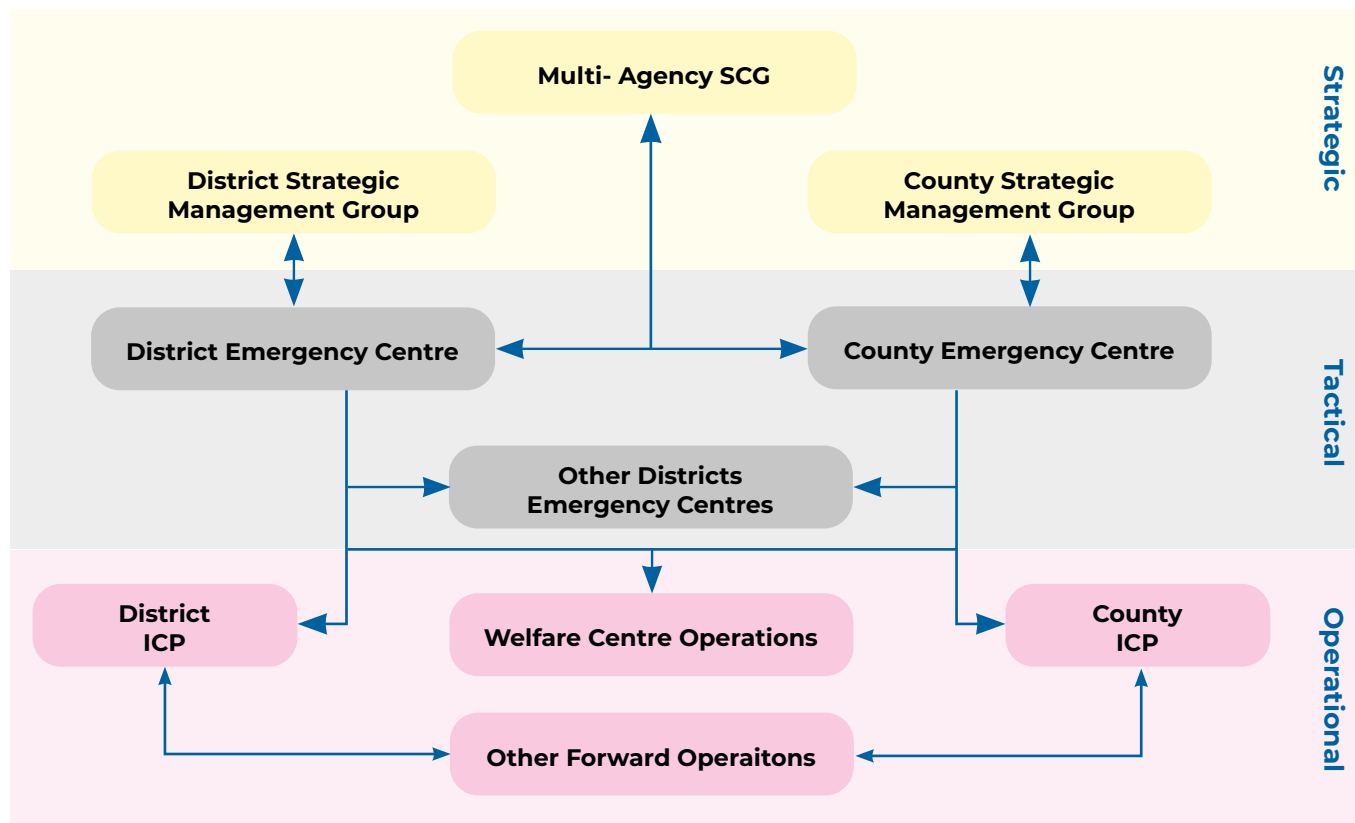 Multi- Agency SCG
Strategic
District Strategic
Management Group
County Strategic
Management Group
District Emergency Centre
County Emergency Centre
Tactical
Other Districts
Emergency Centres
District
ICP
Welfare Centre Operations
County
ICP
Operational
Other Forward Operaitons